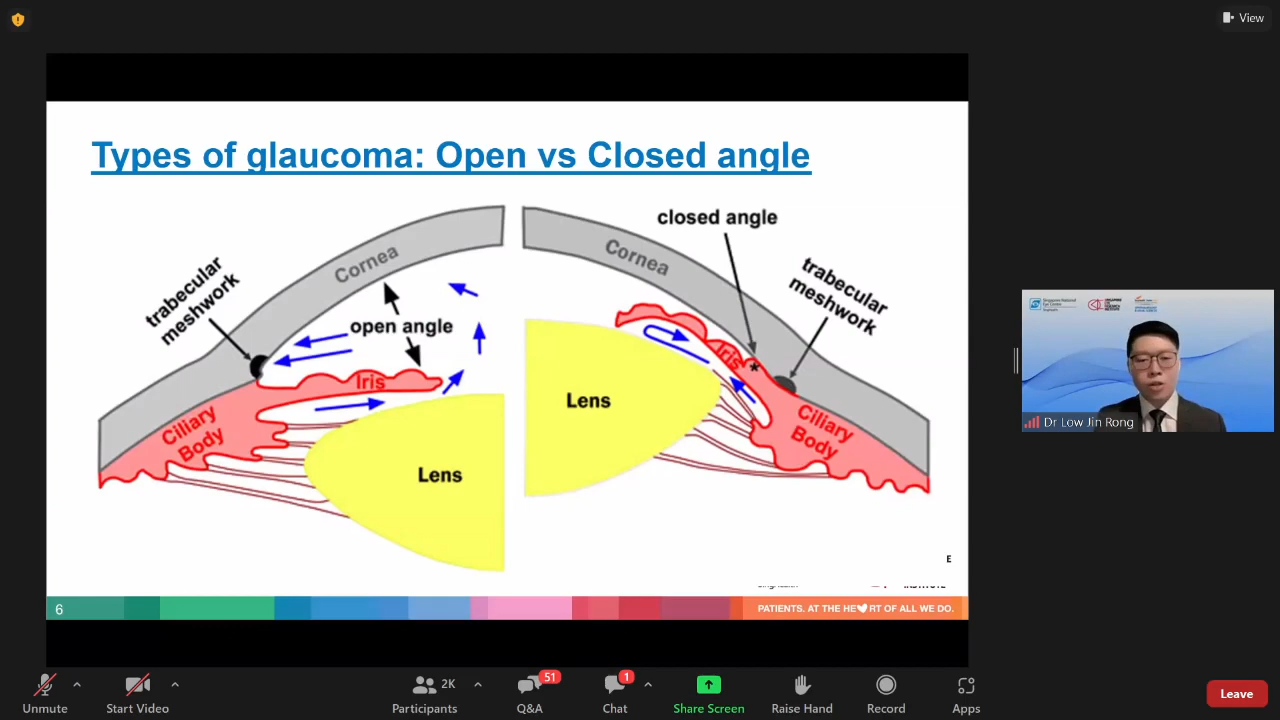 View
Types of glaucoma: Open vs Closed angle
trabecular
meshwork
Cornea
open angle
Iris
Ciliary
Body
Lens
closed angle
Cornea
trabecular
meshwork
Iris
*
Lens
Ciliary
Body
E
6
PATIENTS. AT THE HE RT OF ALL WE DO.
Dr Low Jin Rong
Unmute
Start Video
2K
Participants
51
Q&A
1
Chat
Share Screen
Raise Hand
Record
Apps
Leave